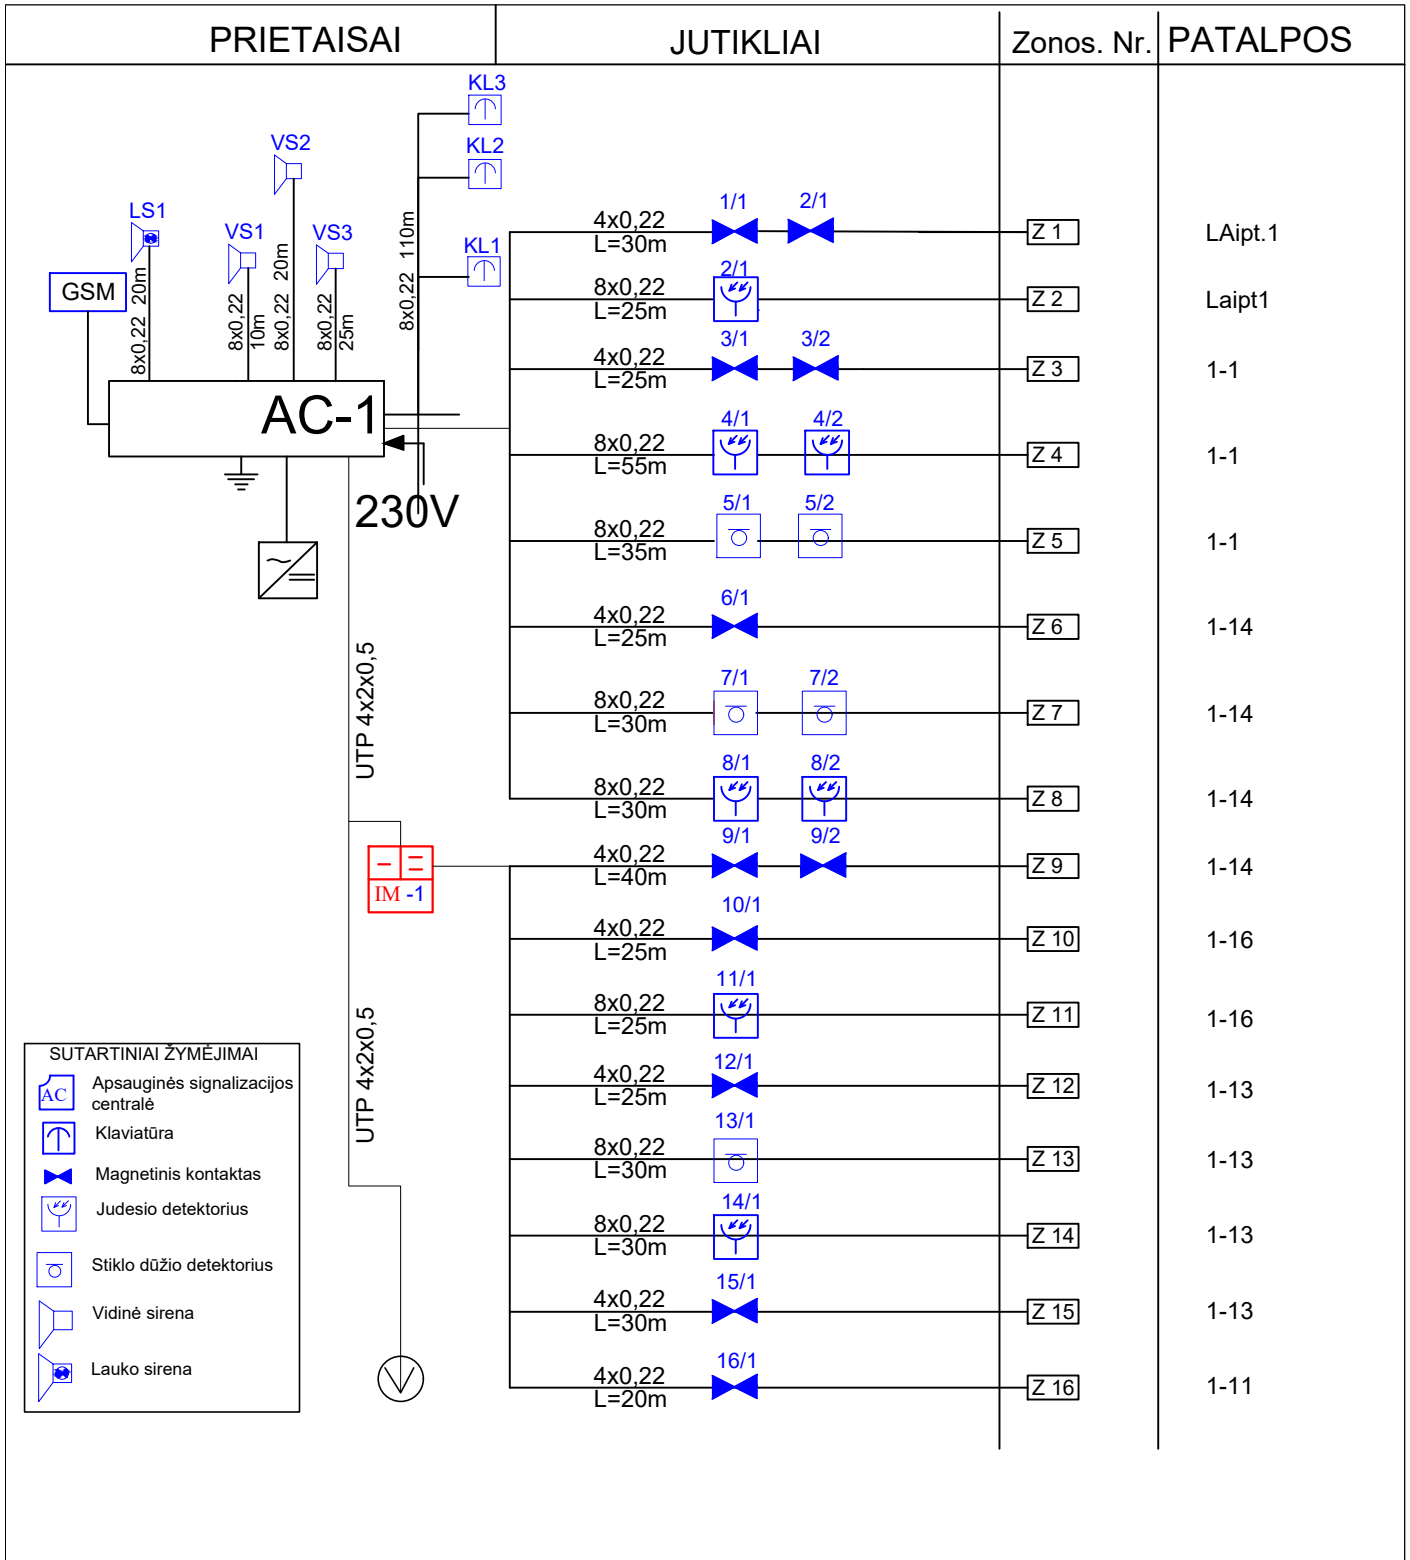 PRIETAISAI
JUTIKLIAI
Zonos. Nr.
PATALPOS
KL3
KL2
KL1
VS2
LS1
VS1
VS3
GSM
8x0,22 20m
8x0,22
10m
8x0,22 20m
8x0,22
25m
8x0,22 110m
AC-1
230V
UTP 4x2x0,5
IM -1
UTP 4x2x0,5
4x0,22
L=30m
1/1
2/1
Z 1
LAipt.1
8x0,22
L=25m
2/1
Z 2
Laipt1
4x0,22
L=25m
3/1
3/2
Z 3
1-1
8x0,22
L=55m
4/1
4/2
Z 4
1-1
8x0,22
L=35m
5/1
5/2
Z 5
1-1
4x0,22
L=25m
6/1
Z 6
1-14
8x0,22
L=30m
7/1
7/2
Z 7
1-14
8x0,22
L=30m
8/1
8/2
Z 8
1-14
4x0,22
L=40m
9/1
9/2
Z 9
1-14
4x0,22
L=25m
10/1
Z 10
1-16
8x0,22
L=25m
11/1
Z 11
1-16
4x0,22
L=25m
12/1
Z 12
1-13
8x0,22
L=30m
13/1
Z 13
1-13
8x0,22
L=30m
14/1
Z 14
1-13
4x0,22
L=30m
15/1
Z 15
1-13
4x0,22
L=20m
16/1
Z 16
1-11
SUTARTINIAI ŽYMĖJIMAI
AC
Apsauginės signalizacijos
centralė
Klaviatūra
Magnetinis kontaktas
Judesio detektorius
Stiklo dūžio detektorius
Vidinė sirena
Lauko sirena